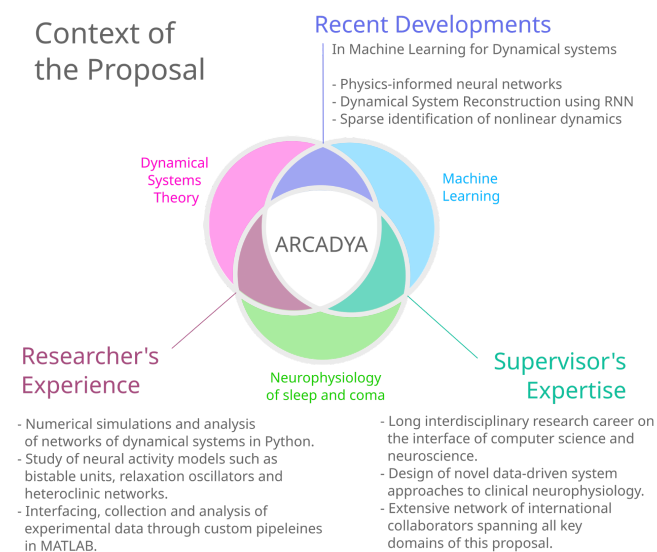 Context of
the Proposal
Recent Developments
In Machine Learning for Dynamical systems
- Physics-informed neural networks
- Dynamical System Reconstruction using RNN
- Sparse identification of nonlinear dynamics
Dynamical
Systems
Theory
Machine
Learning
ARCADYA
Neurophysiology
of sleep and coma
Researcher's
Experience
- Numerical simulations and analysis
of networks of dynamical systems in Python.
- Study of neural activity models such as
bistable units, relaxation oscillators and
heteroclinic networks.
- Interfacing, collection and analysis of
experimental data through custom pipeleines
in MATLAB.
Supervisor's
Expertise
- Long interdisciplinary research career on
the interface of computer science and
neuroscience.
- Design of novel data-driven system
approaches to clinical neurophysiology.
- Extensive network of international
collaborators spanning all key
domains of this proposal.